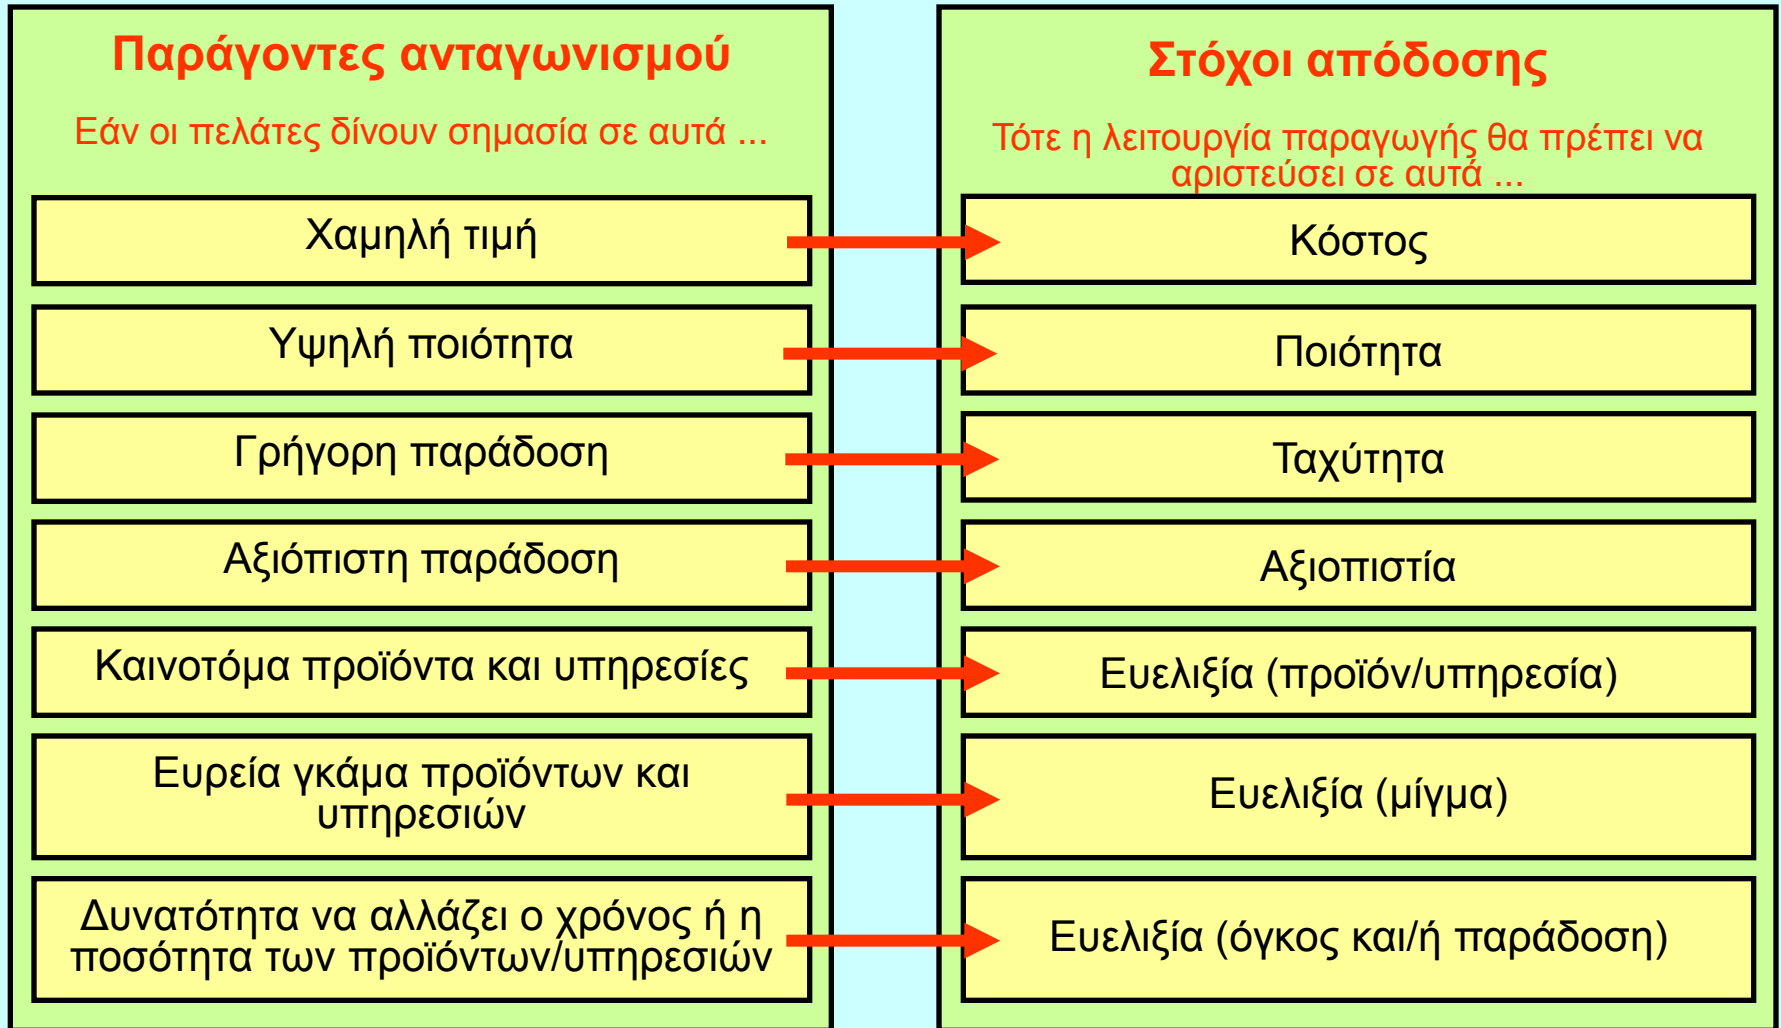 Παράγοντες ανταγωνισμού
Εάν οι πελάτες δίνουν σημασία σε αυτά ...
Χαμηλή τιμή
Υψηλή ποιότητα
Γρήγορη παράδοση
Αξιόπιστη παράδοση
Καινοτόμα προϊόντα και υπηρεσίες
Ευρεία γκάμα προϊόντων και
υπηρεσιών
Δυνατότητα να αλλάζει ο χρόνος ή η
ποσότητα των προϊόντων/υπηρεσιών
Στόχοι απόδοσης
Τότε η λειτουργία παραγωγής θα πρέπει να
αριστεύσει σε αυτά ...
Κόστος
Ποιότητα
Ταχύτητα
Αξιοπιστία
Ευελιξία (προϊόν/υπηρεσία)
Ευελιξία (μίγμα)
Ευελιξία (όγκος και/ή παράδοση)